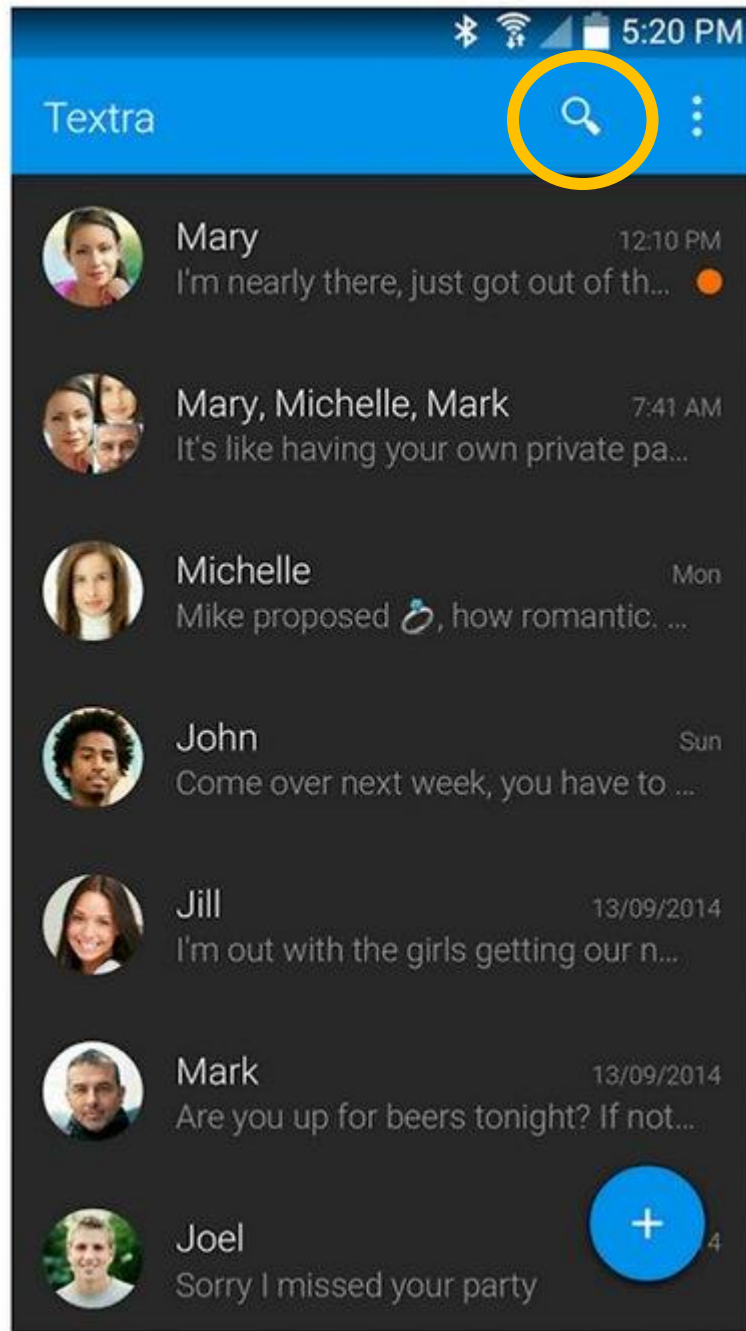 5:20 PM
Textra
Mary 12:10 PM
I'm nearly there, just got out of th...
Mary, Michelle, Mark 7:41 AM
It's like having your own private pa...
Michelle Mon
Mike proposed 💍, how romantic. ...
John Sun
Come over next week, you have to ...
Jill 13/09/2014
I'm out with the girls getting our n...
Mark 13/09/2014
Are you up for beers tonight? If not...
Joel
Sorry I missed your party